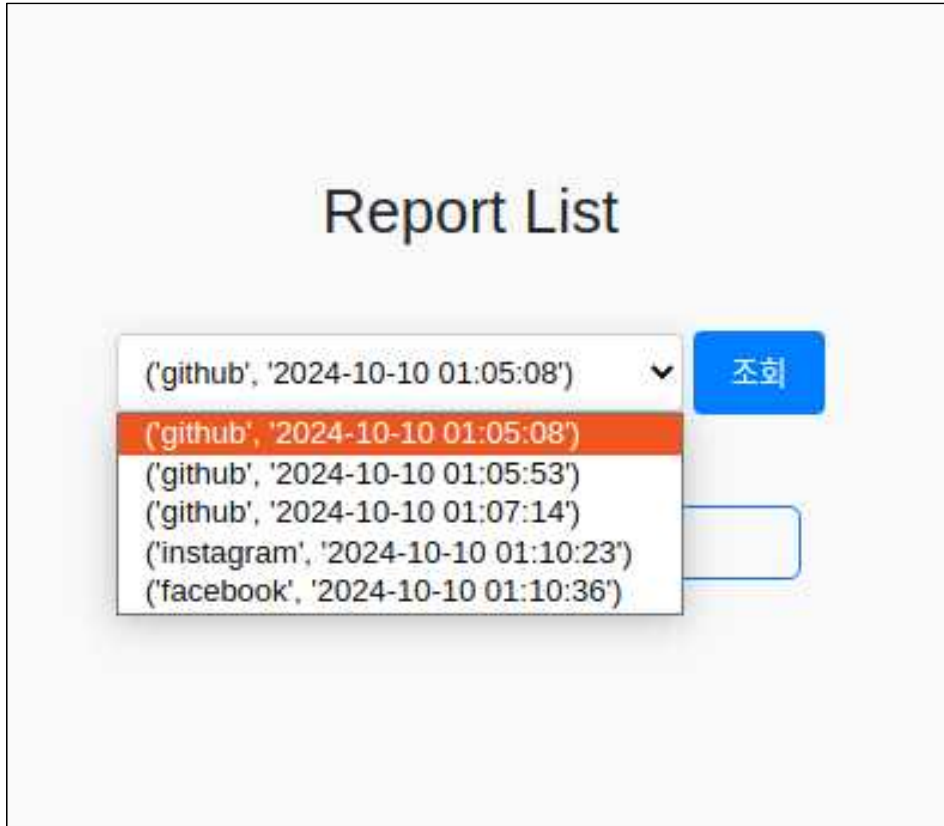 Report List
('github', '2024-10-10 01:05:08')
조회
('github', '2024-10-10 01:05:08')
('github', '2024-10-10 01:05:53')
('github', '2024-10-10 01:07:14')
('instagram', '2024-10-10 01:10:23')
('facebook', '2024-10-10 01:10:36')